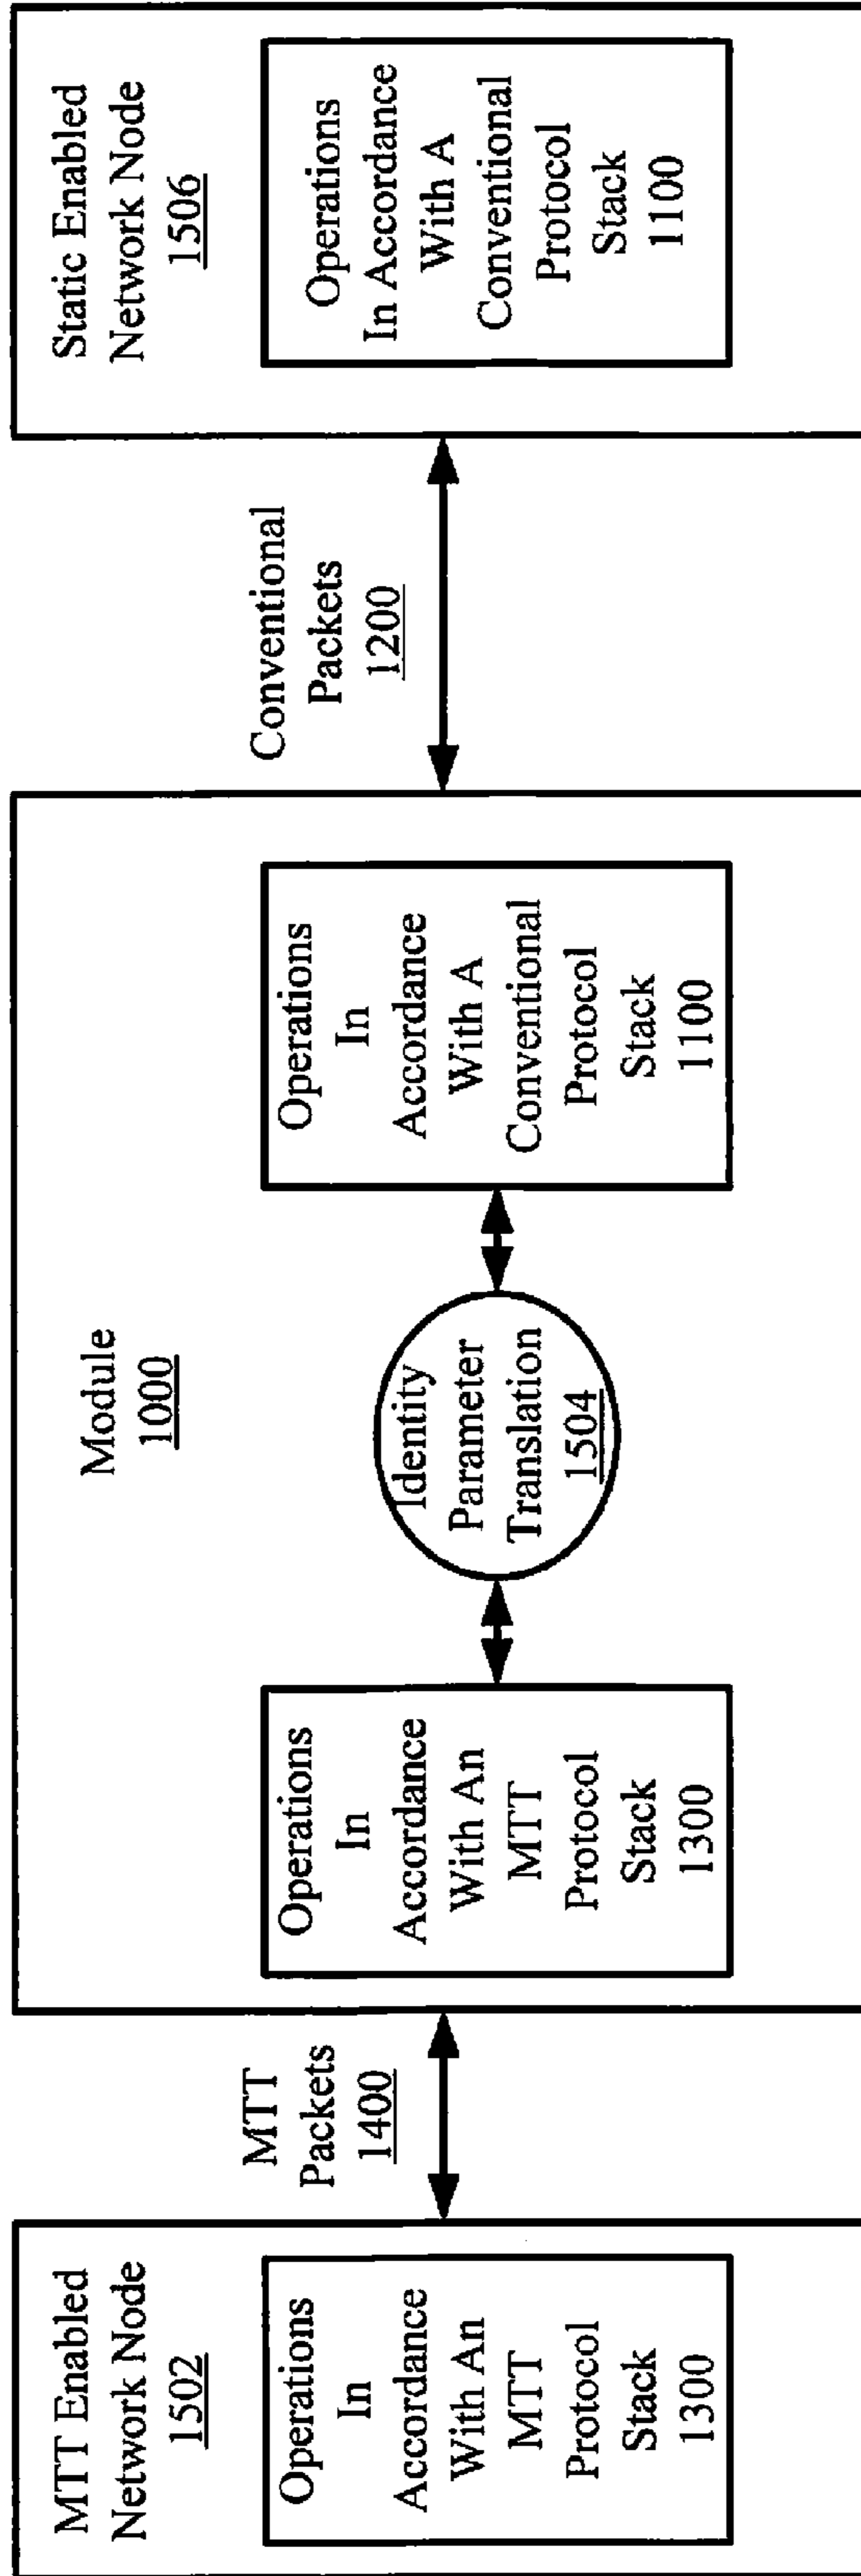 MTT Enabled
Network Node
1502
Operations
In
Accordance
With An
MTT
Protocol
Stack
1300
MTT
Packets
1400
Module
1000
Operations
In
Accordance
With An
MTT
Protocol
Stack
1300
Identity
Parameter
Translation
1504
Operations
In
Accordance
With A
Conventional
Protocol
Stack
1100
Conventional
Packets
1200
Static Enabled
Network Node
1506
Operations
In Accordance
With A
Conventional
Protocol
Stack
1100